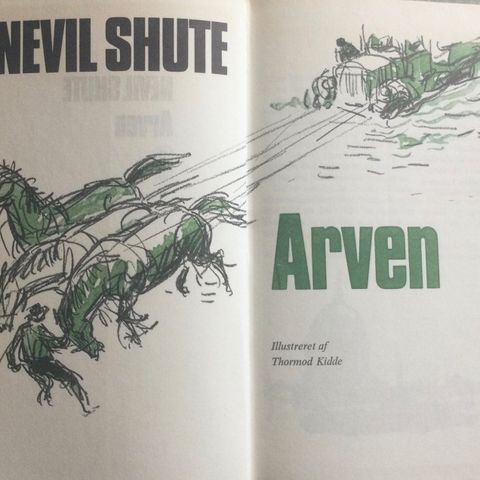 NEVIL SHUTE
Arven
Illustreret af
Thormod Kidde